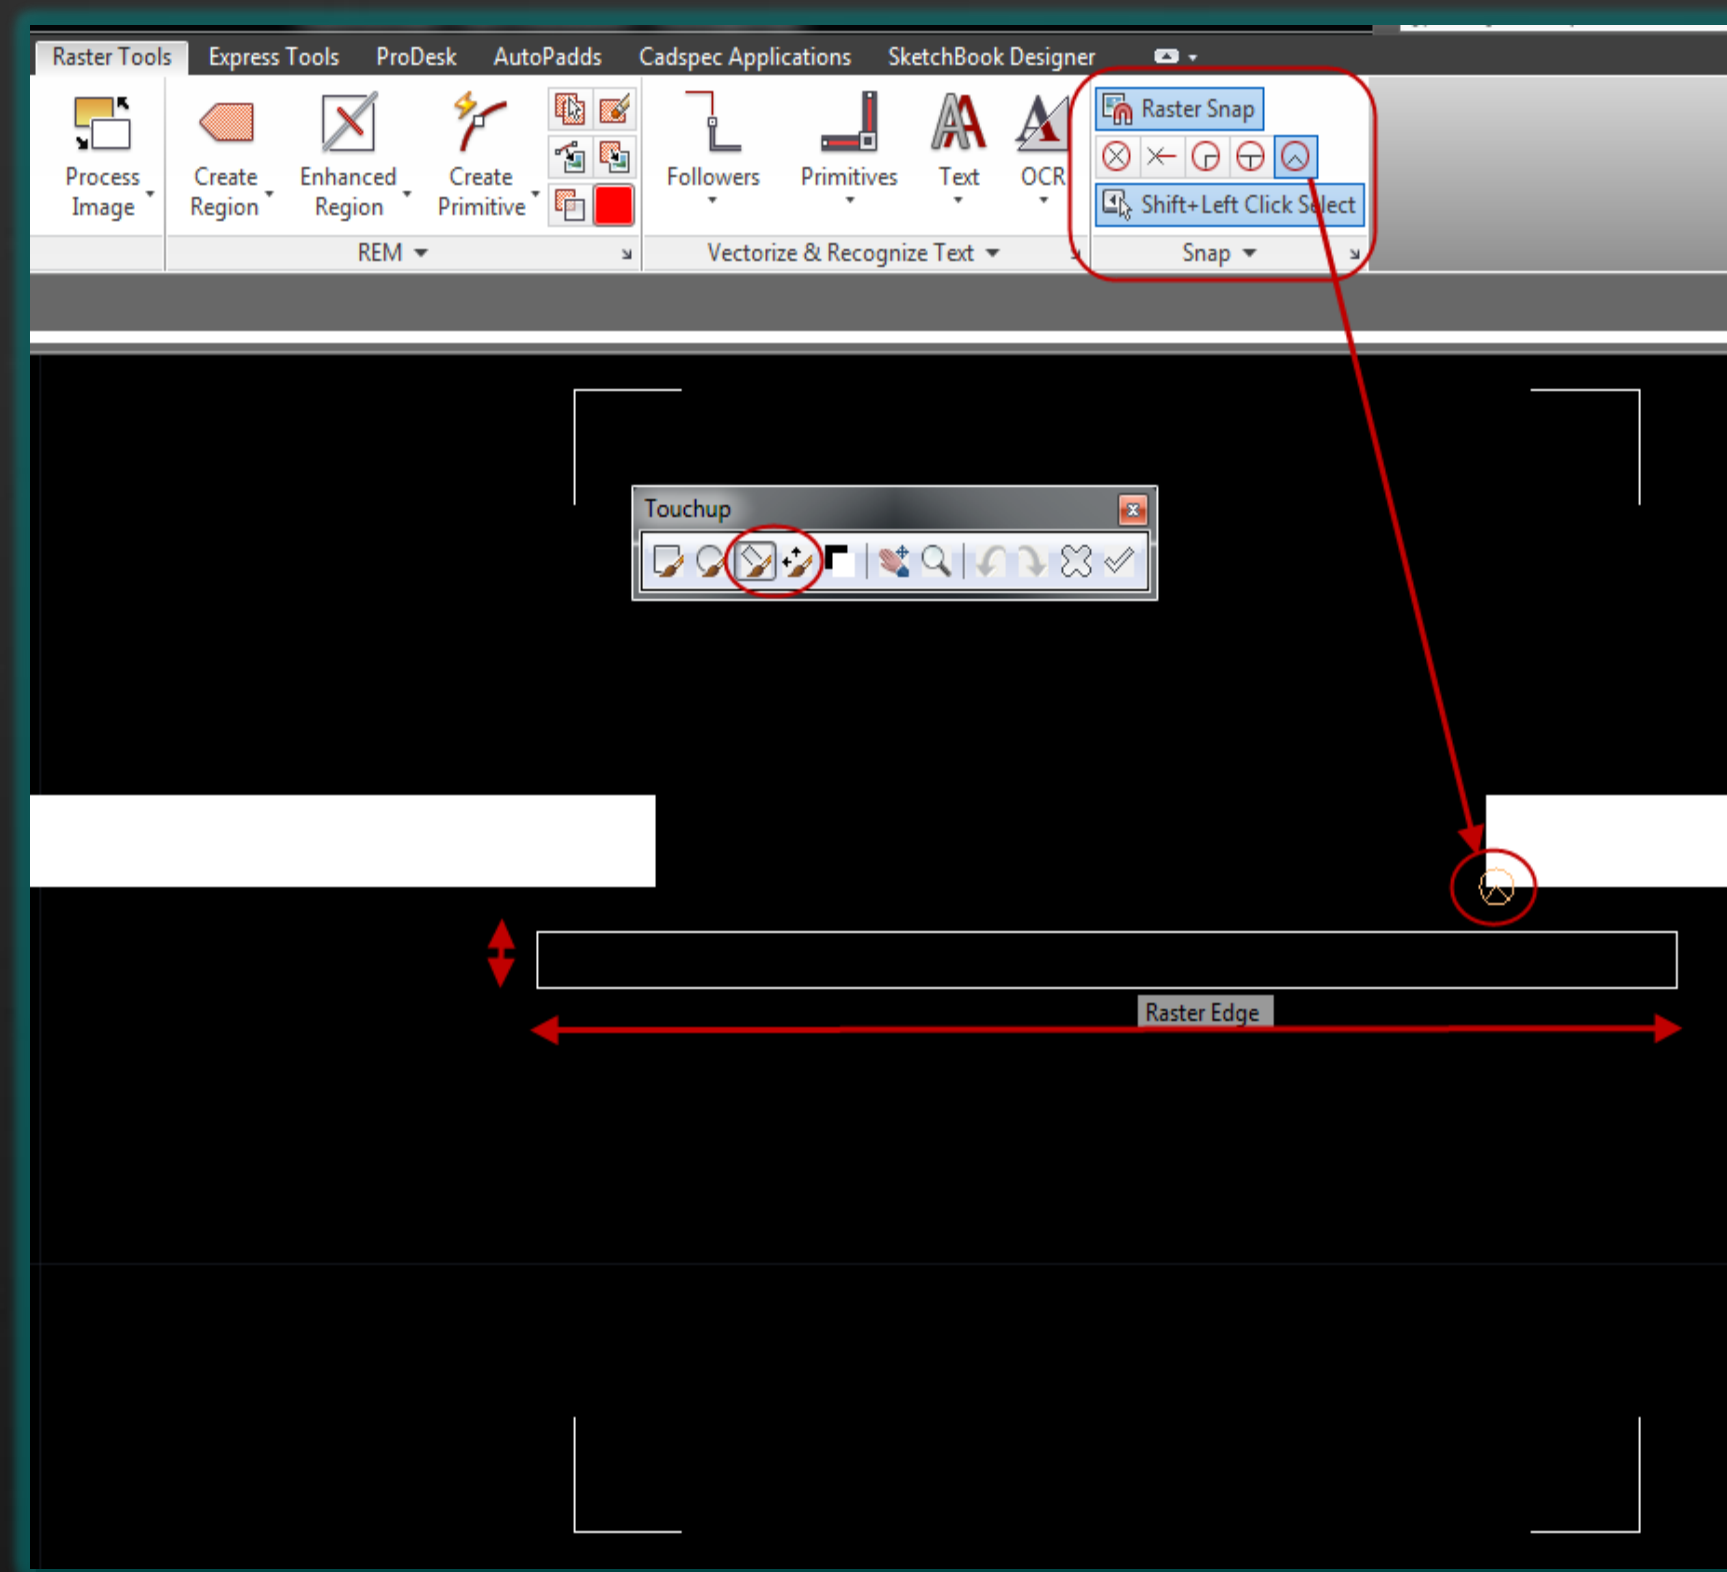 Raster Tools Express Tools ProDesk AutoPadds Cadspec Applications SketchBook Designer
Process Image
Create Region
Enhanced Region
Create Primitive
Followers
Primitives
Text
OCR
Raster Snap
Shift+Left Click Select
REM
Vectorize & Recognize Text
Snap
Touchup
Raster Edge